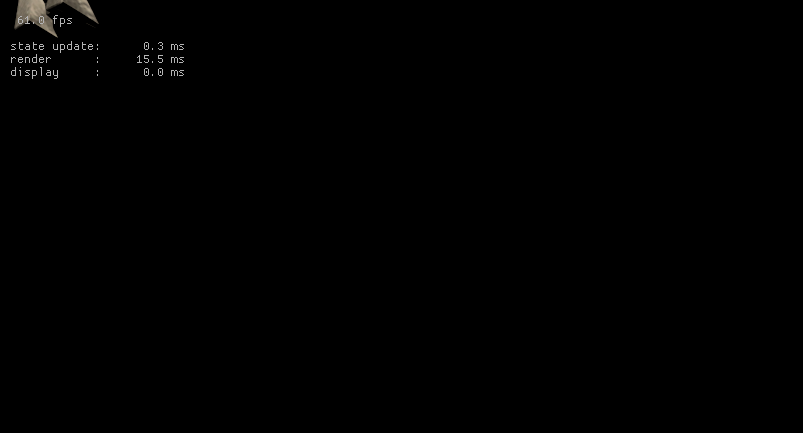 61.0 fps
state update: 0.3 ms
render : 15.5 ms
display : 0.0 ms